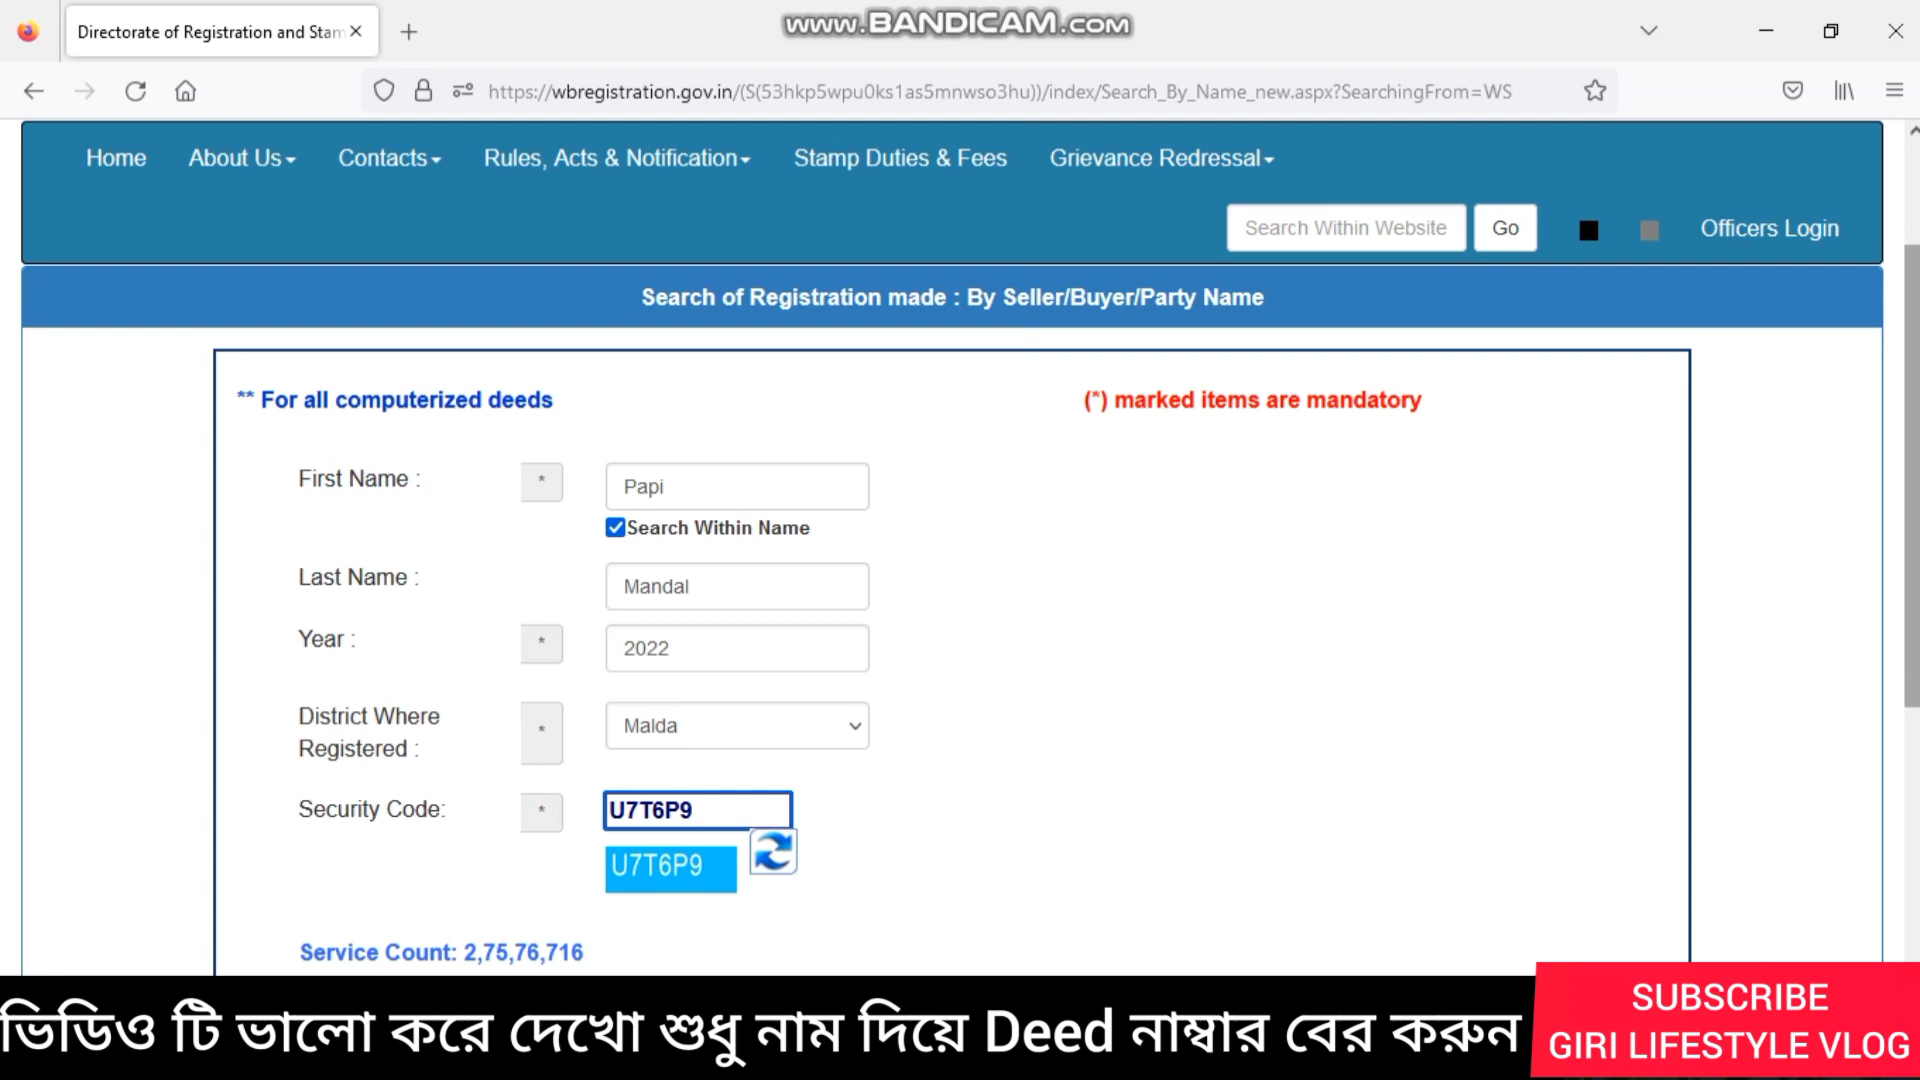 Directorate of Registration and Stam
www.BANDICAM.com
https://wbregistration.gov.in/(S(53hkp5wpu0ks1as5mnwso3hu))/index/Search_By_Name_new.aspx?SearchingFrom=WS
Home About Us Contacts Rules, Acts & Notification Stamp Duties & Fees Grievance Redressal
Search Within Website Go Officers Login
Search of Registration made : By Seller/Buyer/Party Name
** For all computerized deeds (*) marked items are mandatory
First Name : * Papi
Search Within Name
Last Name : Mandal
Year : * 2022
District Where
Registered : * Malda
Security Code: * U7T6P9
U7T6P9
Service Count: 2,75,76,716
ভিডিও টি ভালো করে দেখো শুধু নাম দিয়ে Deed নাম্বার বের করুন
SUBSCRIBE
GIRI LIFESTYLE VLOG